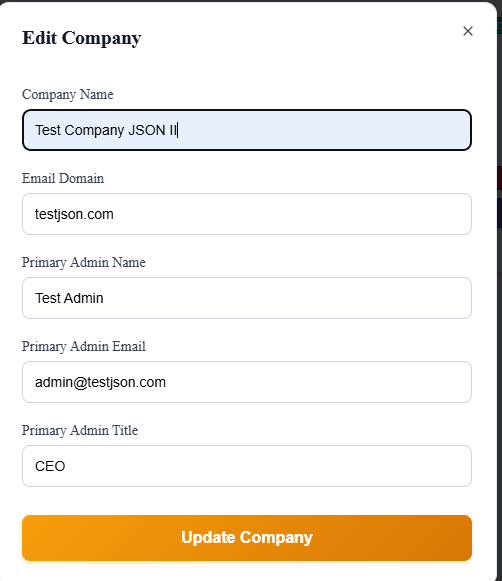 Edit Company
Company Name
Test Company JSON II
Email Domain
testjson.com
Primary Admin Name
Test Admin
Primary Admin Email
admin@testjson.com
Primary Admin Title
CEO
Update Company